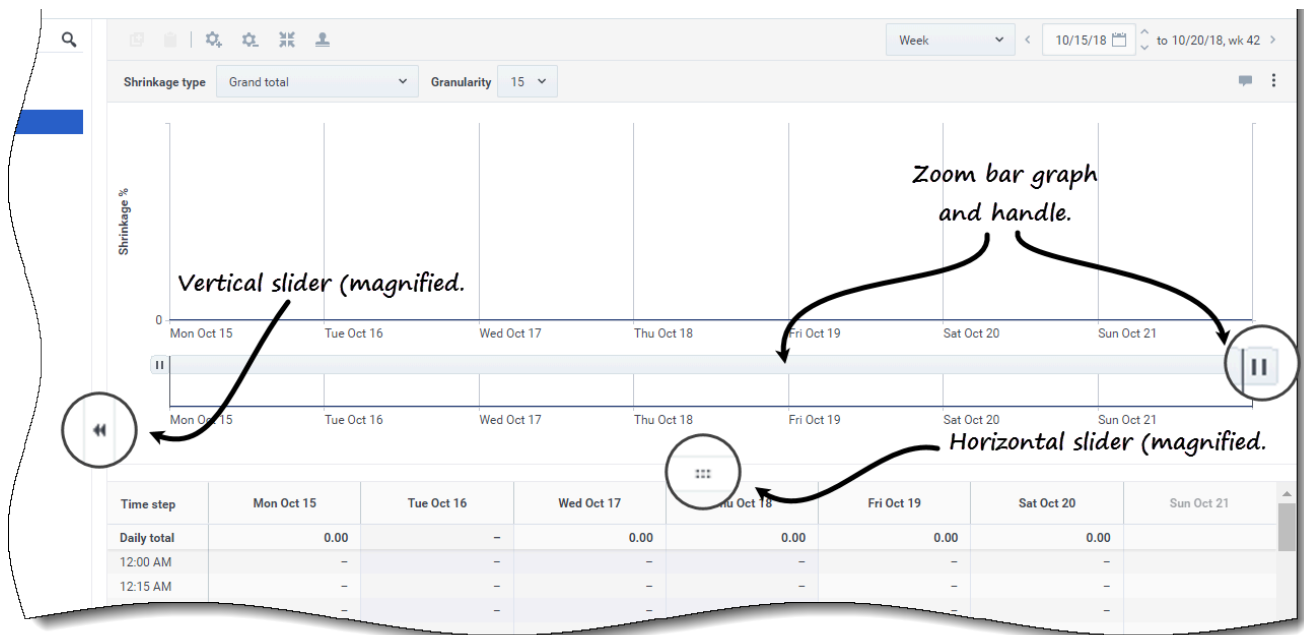 Week
10/15/18
to 10/20/18, wk 42
Shrinkage type
Grand total
Granularity
15
Shrinkage %
0
Zoom bar graph
and handle.
Vertical slider (magnified.
Mon Oct 15 Tue Oct 16 Wed Oct 17 Thu Oct 18 Fri Oct 19 Sat Oct 20 Sun Oct 21
Mon Oct 15 Tue Oct 16 Wed Oct 17 Thu Oct 18 Fri Oct 19 Sat Oct 20 Sun Oct 21
Horizontal slider (magnified.
Time step Mon Oct 15 Tue Oct 16 Wed Oct 17 Thu Oct 18 Fri Oct 19 Sat Oct 20 Sun Oct 21
Daily total 0.00 – 0.00 0.00 0.00 0.00
12:00 AM – – – – – –
12:15 AM – – – – – –
– – – – –